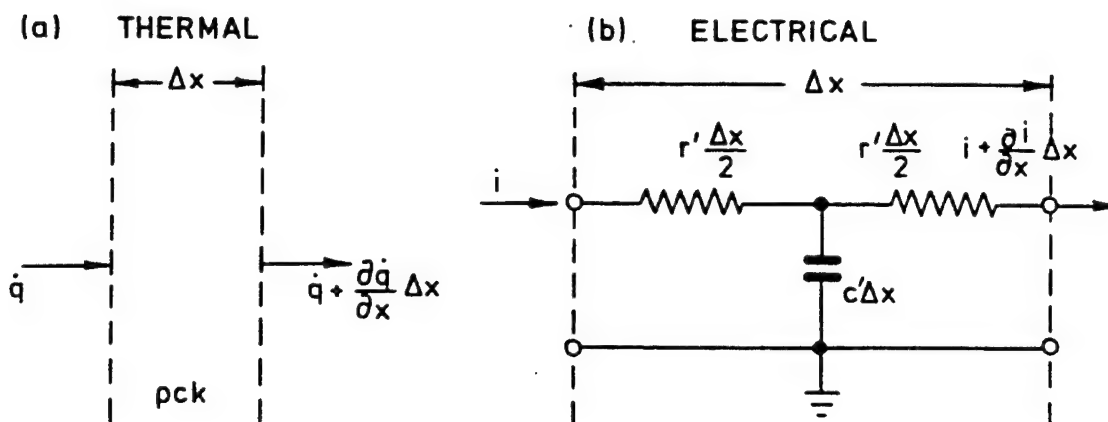 (a) THERMAL
Δx
q̇
q̇ + ∂q̇/∂x Δx
ρck
(b) ELECTRICAL
Δx
r′ Δx/2
r′ Δx/2
i + ∂i/∂x Δx
i
c′Δx